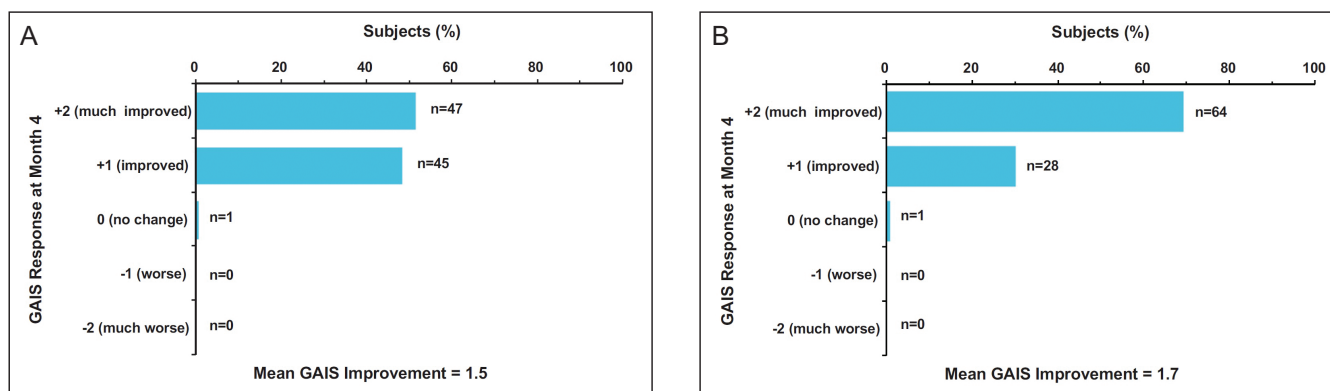 A
Subjects (%)
0 20 40 60 80 100
GAIS Response at Month 4
+2 (much improved) n=47
+1 (improved) n=45
0 (no change) n=1
-1 (worse) n=0
-2 (much worse) n=0
Mean GAIS Improvement = 1.5
B
Subjects (%)
0 20 40 60 80 100
GAIS Response at Month 4
+2 (much improved) n=64
+1 (improved) n=28
0 (no change) n=1
-1 (worse) n=0
-2 (much worse) n=0
Mean GAIS Improvement = 1.7